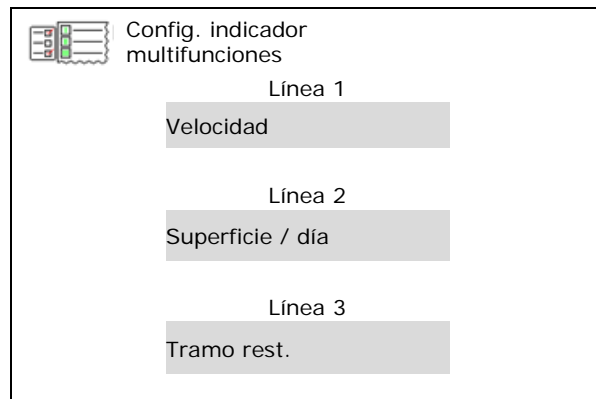 Config. indicador
multifunciones
Línea 1
Velocidad
Línea 2
Superficie / día
Línea 3
Tramo rest.